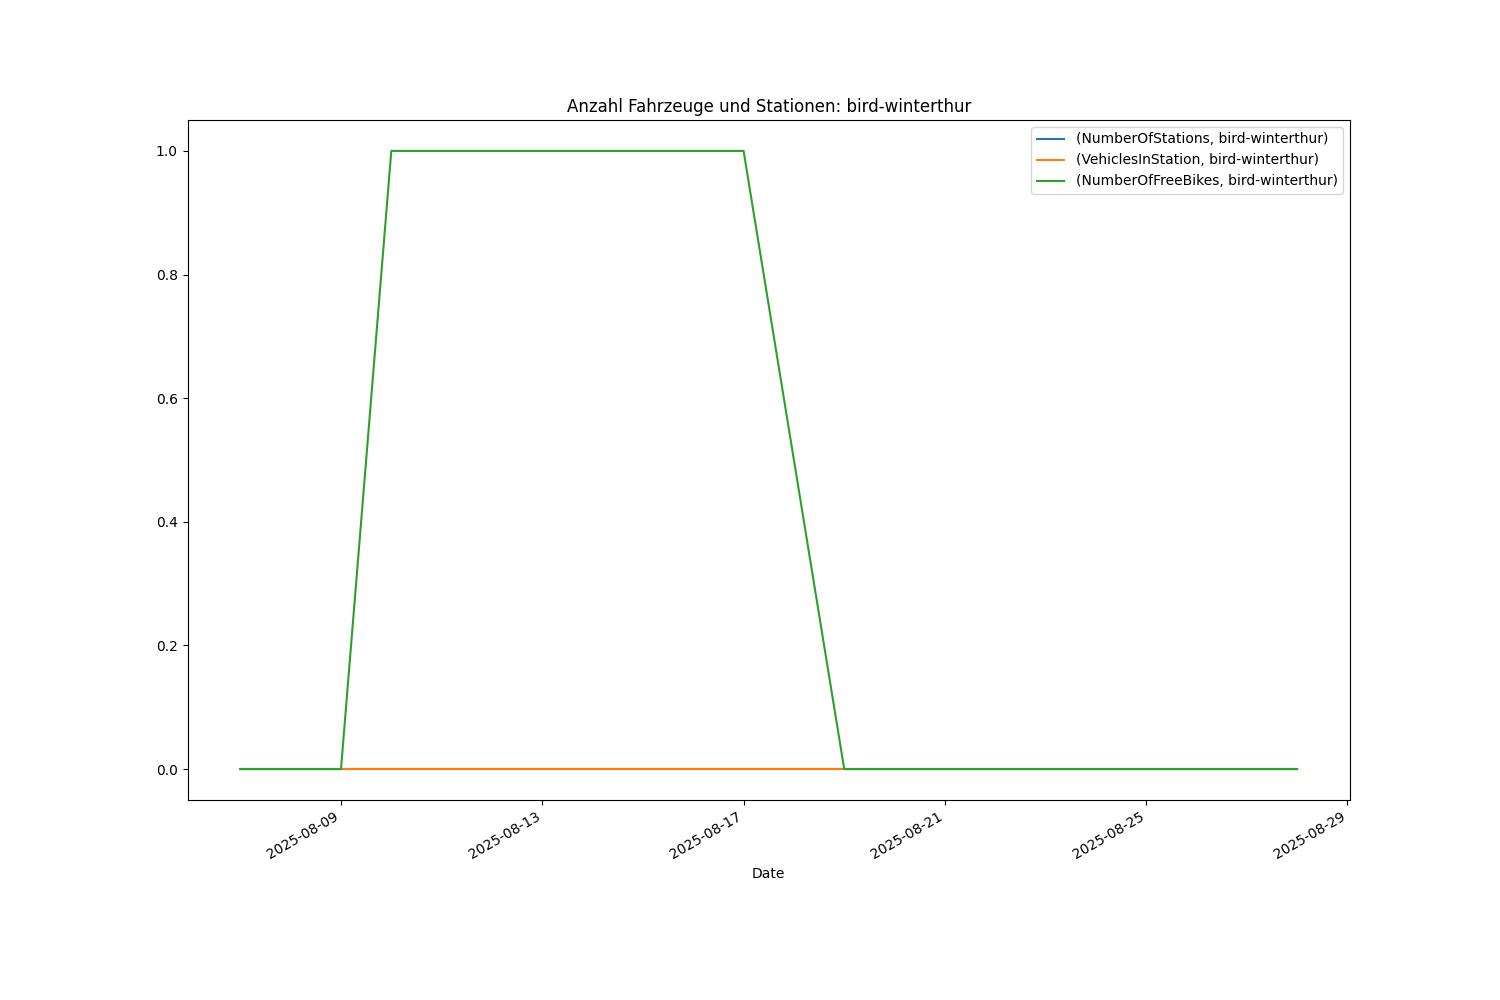 Anzahl Fahrzeuge und Stationen: bird-winterthur
(NumberOfStations, bird-winterthur)
(VehiclesInStation, bird-winterthur)
(NumberOfFreeBikes, bird-winterthur)
1.0
0.8
0.6
0.4
0.2
0.0
2025-08-09
2025-08-13
2025-08-17
2025-08-21
2025-08-25
2025-08-29
Date